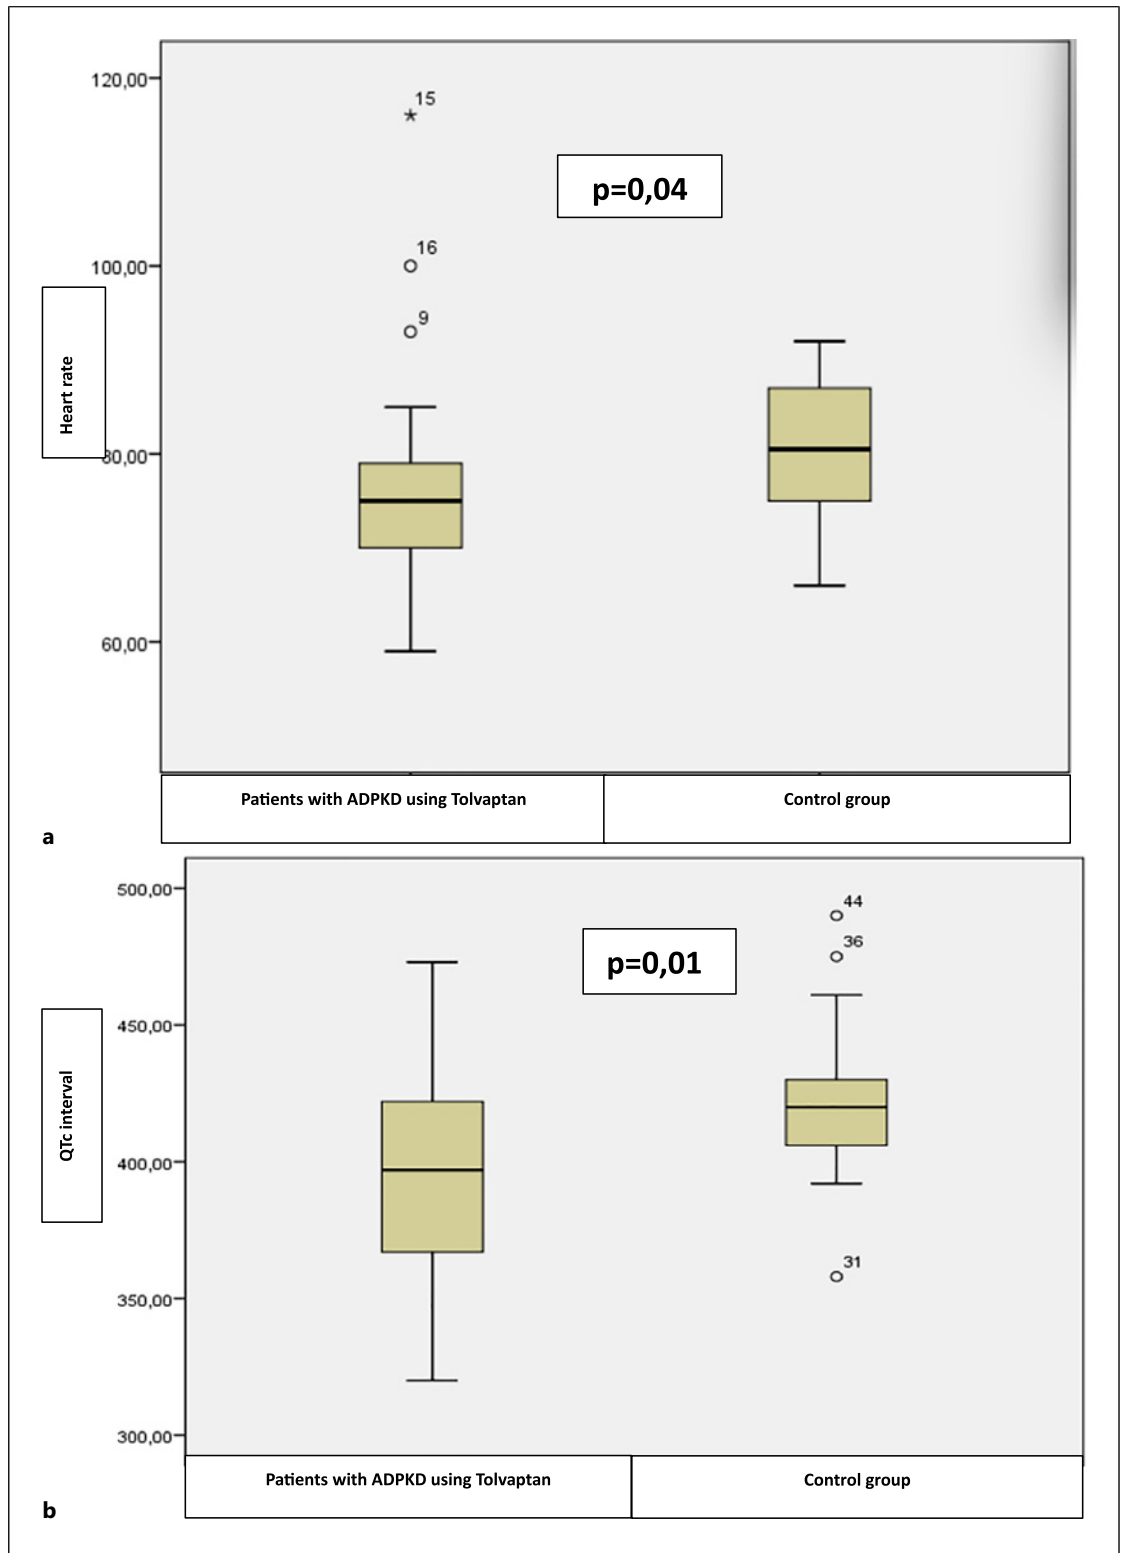 120,00
15
p=0,04
16
100,00
9
Heart rate
80,00
60,00
Patients with ADPKD using Tolvaptan
Control group
a
500,00
44
36
p=0,01
450,00
QTc interval
400,00
350,00
31
300,00
Patients with ADPKD using Tolvaptan
Control group
b